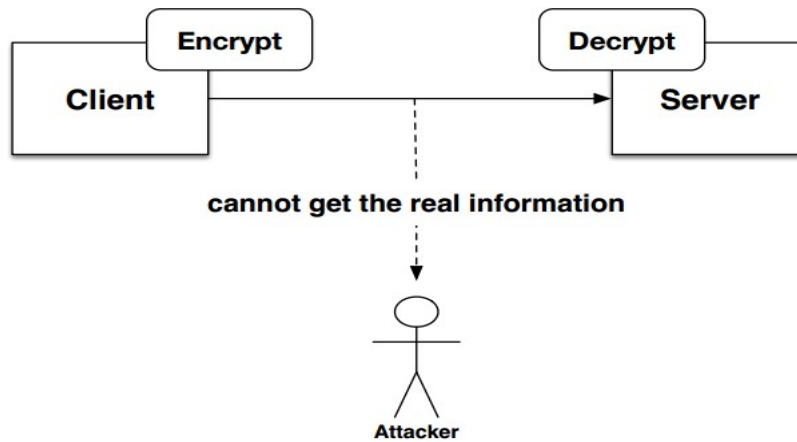 Encrypt
Decrypt
Client
Server
cannot get the real information
Attacker